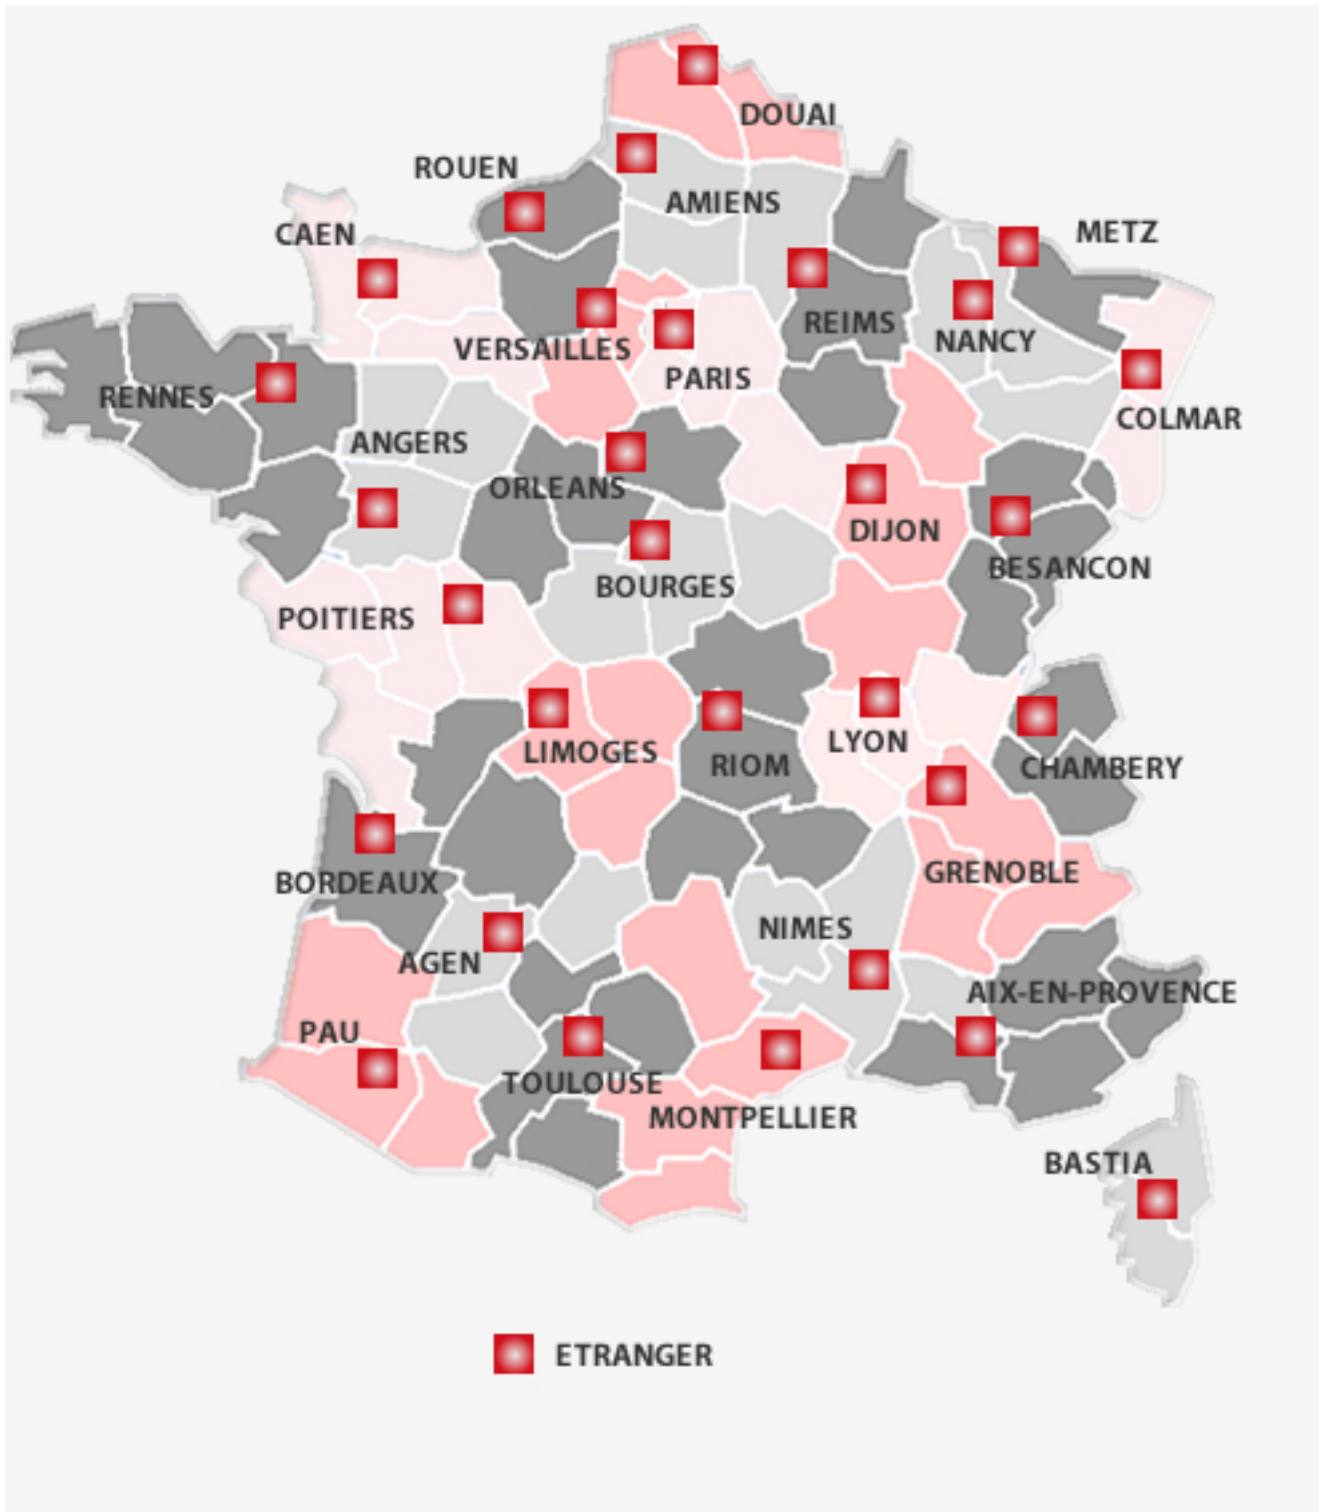 DOUAI
ROUEN
AMIENS
CAEN
METZ
REIMS
NANCY
VERSAILLES
PARIS
RENNES
COLMAR
ANGERS
ORLEANS
DIJON
BESANCON
BOURGES
POITIERS
LYON
LIMOGES
RIOM
CHAMBERY
GRENOBLE
BORDEAUX
NIMES
AGEN
AIX-EN-PROVENCE
PAU
TOULOUSE
MONTPELLIER
BASTIA
ETRANGER